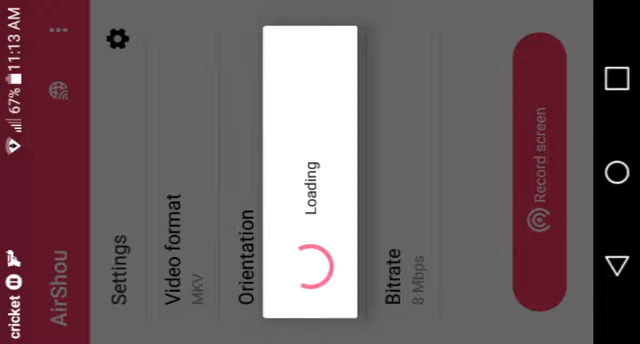 cricket 67% 11:13 AM
AirShou
Settings
Video format
MKV
Orientation
Loading
Bitrate
8 Mbps
Record screen